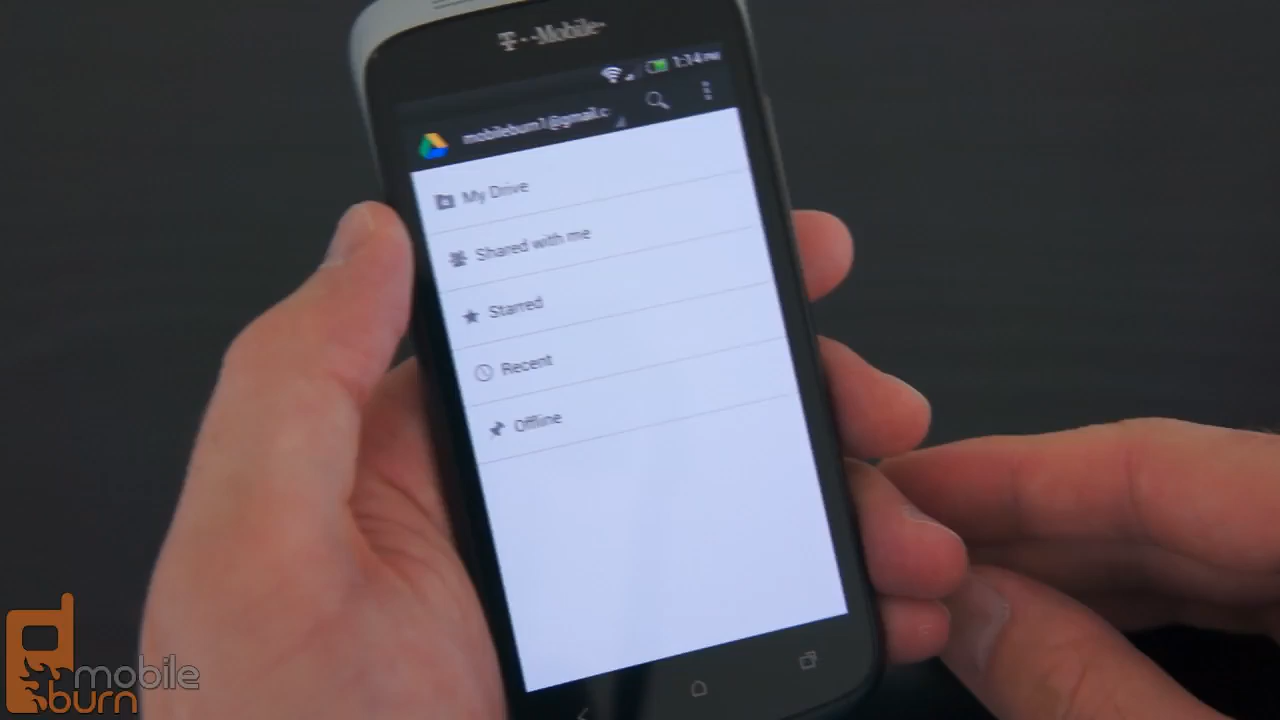 T··Mobile·
1:14 PM
mobileburn1@gmail.c
My Drive
Shared with me
Starred
Recent
Offline
mobile
burn